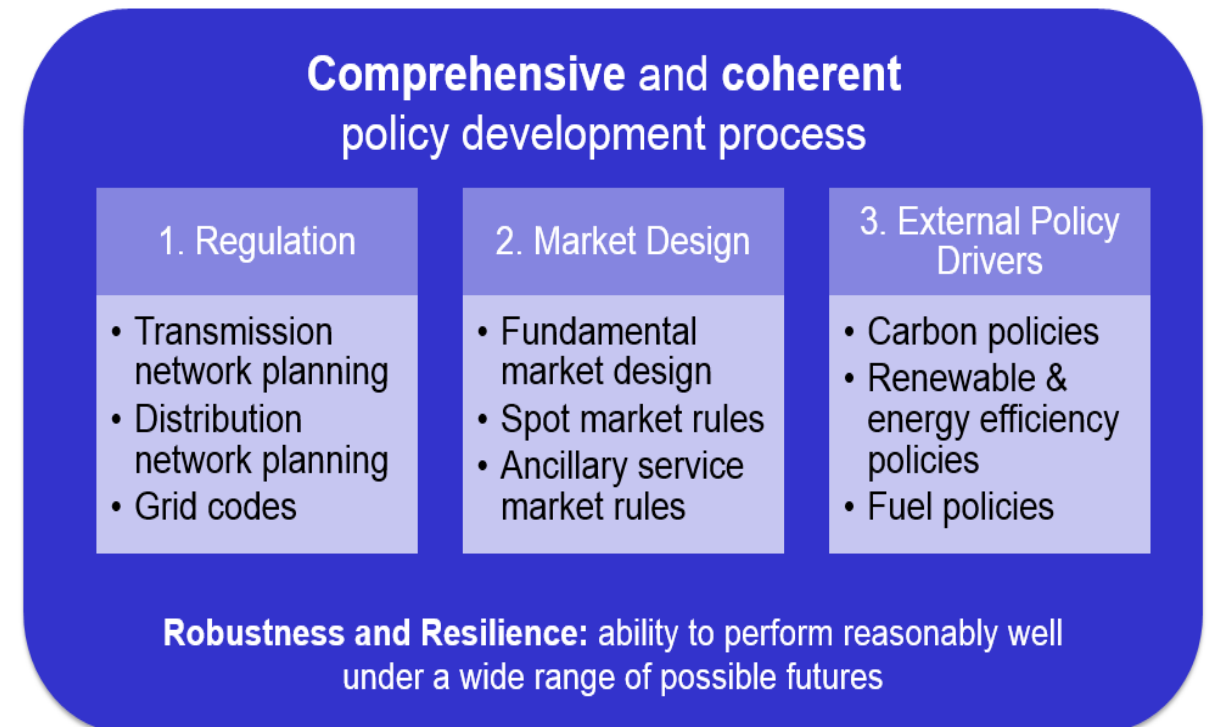 Comprehensive and coherent
policy development process
1. Regulation
• Transmission
network planning
• Distribution
network planning
• Grid codes
2. Market Design
• Fundamental
market design
• Spot market rules
• Ancillary service
market rules
3. External Policy
Drivers
• Carbon policies
• Renewable &
energy efficiency
policies
• Fuel policies
Robustness and Resilience: ability to perform reasonably well
under a wide range of possible futures